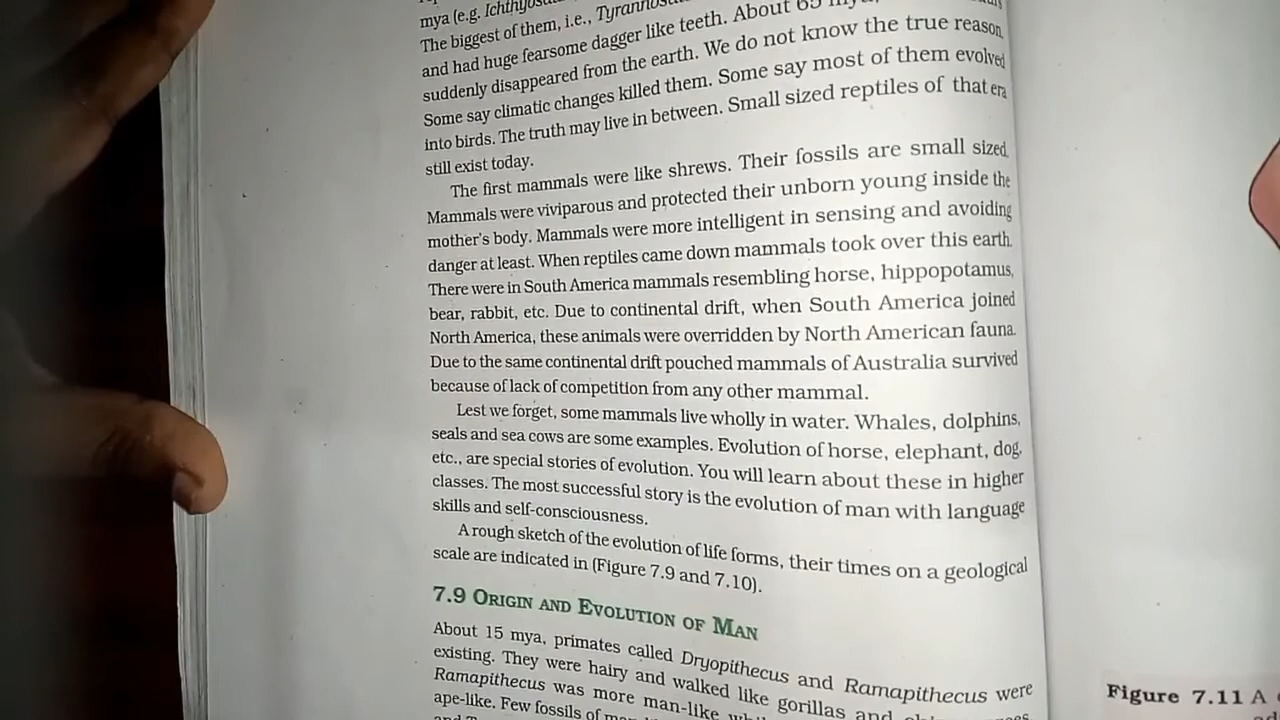 mya (e.g.
The biggest of them, i.e.,
and had huge fearsome dagger like teeth. About 65
suddenly disappeared from the earth. We do not know the true reason.
Some say climatic changes killed them. Some say most of them evolved
into birds. The truth may live in between. Small sized reptiles of that era
still exist today.
The first mammals were like shrews. Their fossils are small sized.
Mammals were viviparous and protected their unborn young inside the
mother's body. Mammals were more intelligent in sensing and avoiding
danger at least. When reptiles came down mammals took over this earth.
There were in South America mammals resembling horse, hippopotamus,
bear, rabbit, etc. Due to continental drift, when South America joined
North America, these animals were overridden by North American fauna.
Due to the same continental drift pouched mammals of Australia survived
because of lack of competition from any other mammal.
Lest we forget, some mammals live wholly in water. Whales, dolphins,
seals and sea cows are some examples. Evolution of horse, elephant, dog,
etc., are special stories of evolution. You will learn about these in higher
classes. The most successful story is the evolution of man with language
skills and self-consciousness.
A rough sketch of the evolution of life forms, their times on a geological
scale are indicated in (Figure 7.9 and 7.10).
7.9 ORIGIN AND EVOLUTION OF MAN
About 15 mya, primates called Dryopithecus and Ramapithecus were
existing. They were hairy and walked like gorillas and
Ramapithecus was more man-like
ape-like. Few fossils of
Figure 7.11 A